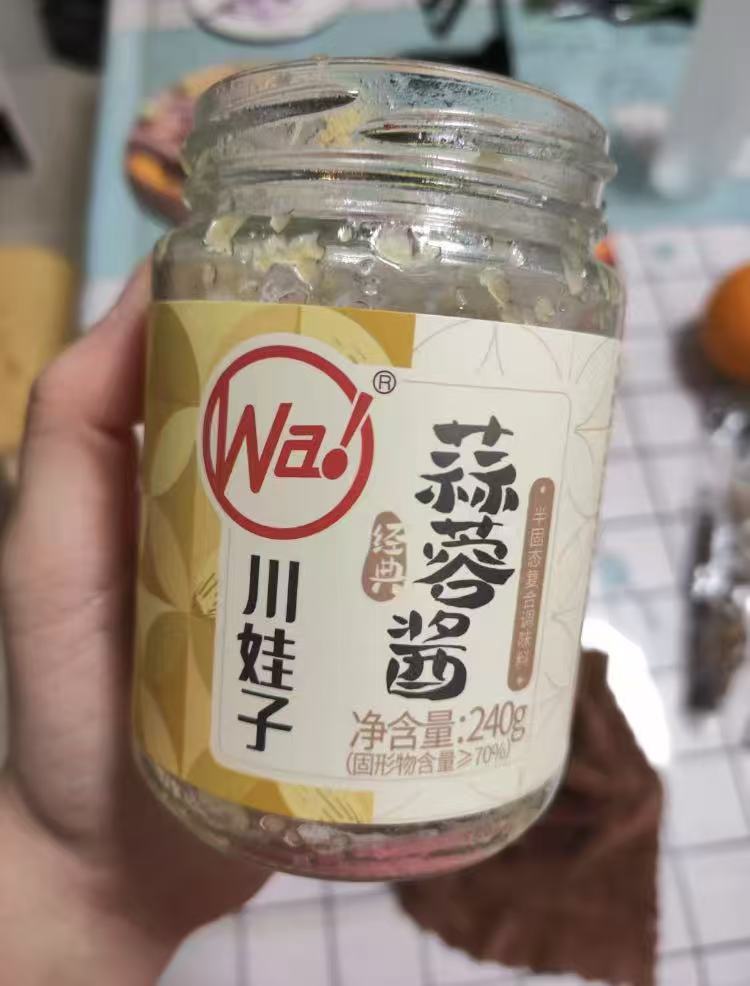 Wa!®
川娃子
经典
蒜蓉酱
·半固态复合调味料·
净含量:240g
(固形物含量≥70%)